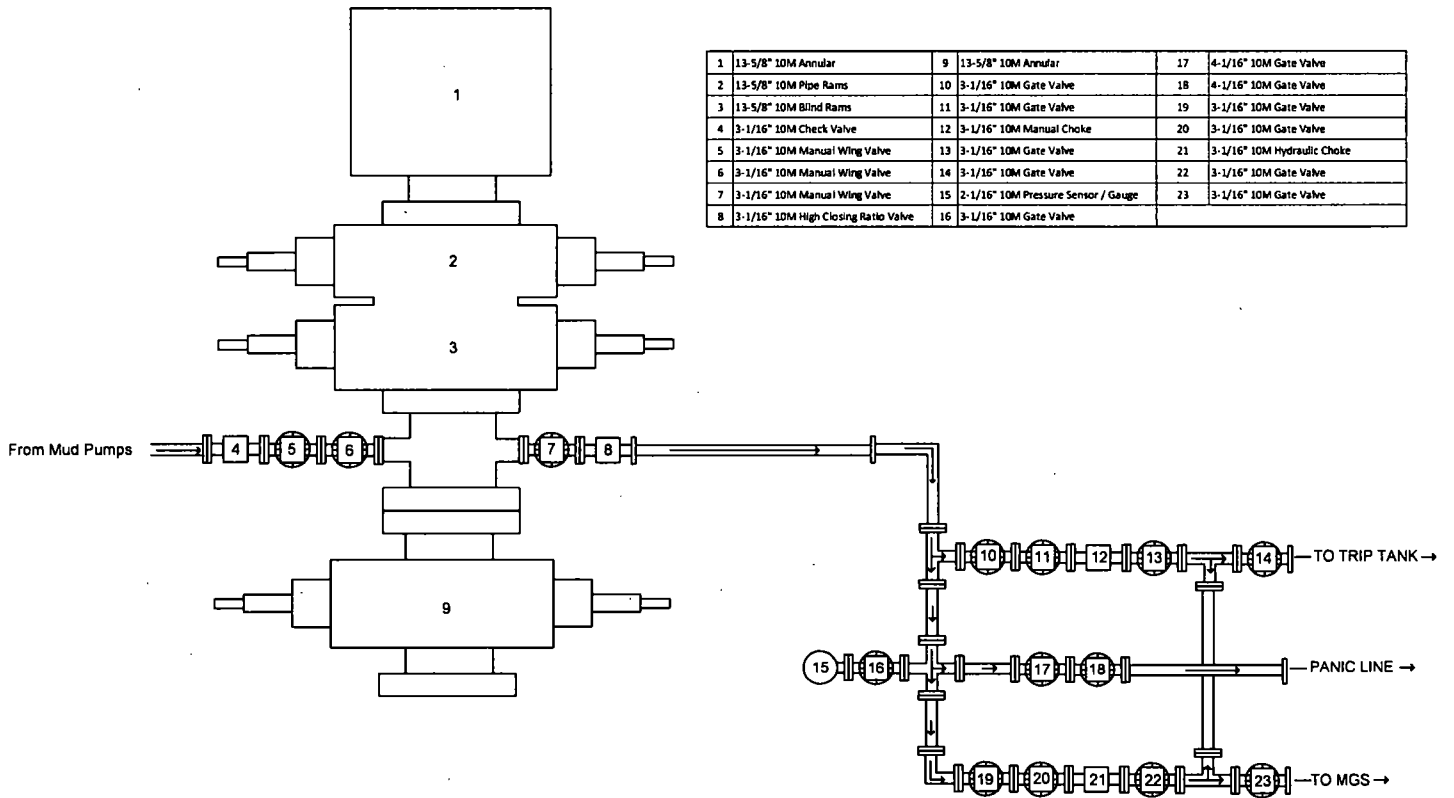 1 13-5/8" 10M Annular 9 13-5/8" 10M Annular 17 4-1/16" 10M Gate Valve
2 13-5/8" 10M Pipe Rams 10 3-1/16" 10M Gate Valve 18 4-1/16" 10M Gate Valve
3 13-5/8" 10M Blind Rams 11 3-1/16" 10M Gate Valve 19 3-1/16" 10M Gate Valve
4 3-1/16" 10M Check Valve 12 3-1/16" 10M Manual Choke 20 3-1/16" 10M Gate Valve
5 3-1/16" 10M Manual Wing Valve 13 3-1/16" 10M Gate Valve 21 3-1/16" 10M Hydraulic Choke
6 3-1/16" 10M Manual Wing Valve 14 3-1/16" 10M Gate Valve 22 3-1/16" 10M Gate Valve
7 3-1/16" 10M Manual Wing Valve 15 2-1/16" 10M Pressure Sensor / Gauge 23 3-1/16" 10M Gate Valve
8 3-1/16" 10M High Closing Ratio Valve 16 3-1/16" 10M Gate Valve
1
2
3
From Mud Pumps 4 5 6 7 8
10 11 12 13 14 TO TRIP TANK
9
15 16 17 18 PANIC LINE
19 20 21 22 23 TO MGS